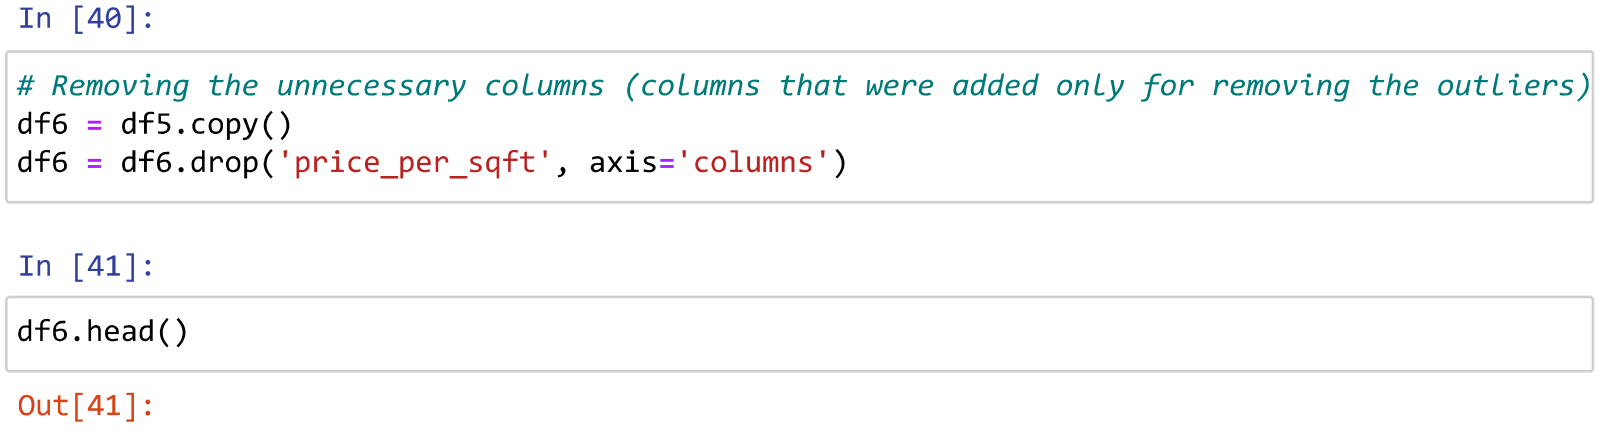 In [40]:
# Removing the unnecessary columns (columns that were added only for removing the outliers)
df6 = df5.copy()
df6 = df6.drop('price_per_sqft', axis='columns')
In [41]:
df6.head()
Out[41]: